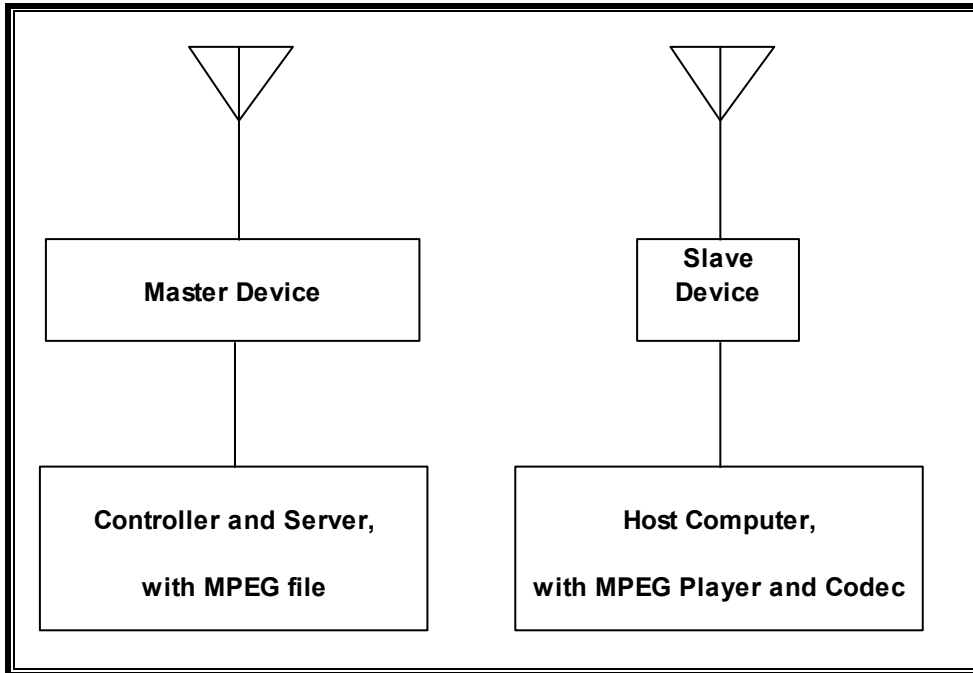 Master Device
Slave
Device
Controller and Server,
with MPEG file
Host Computer,
with MPEG Player and Codec